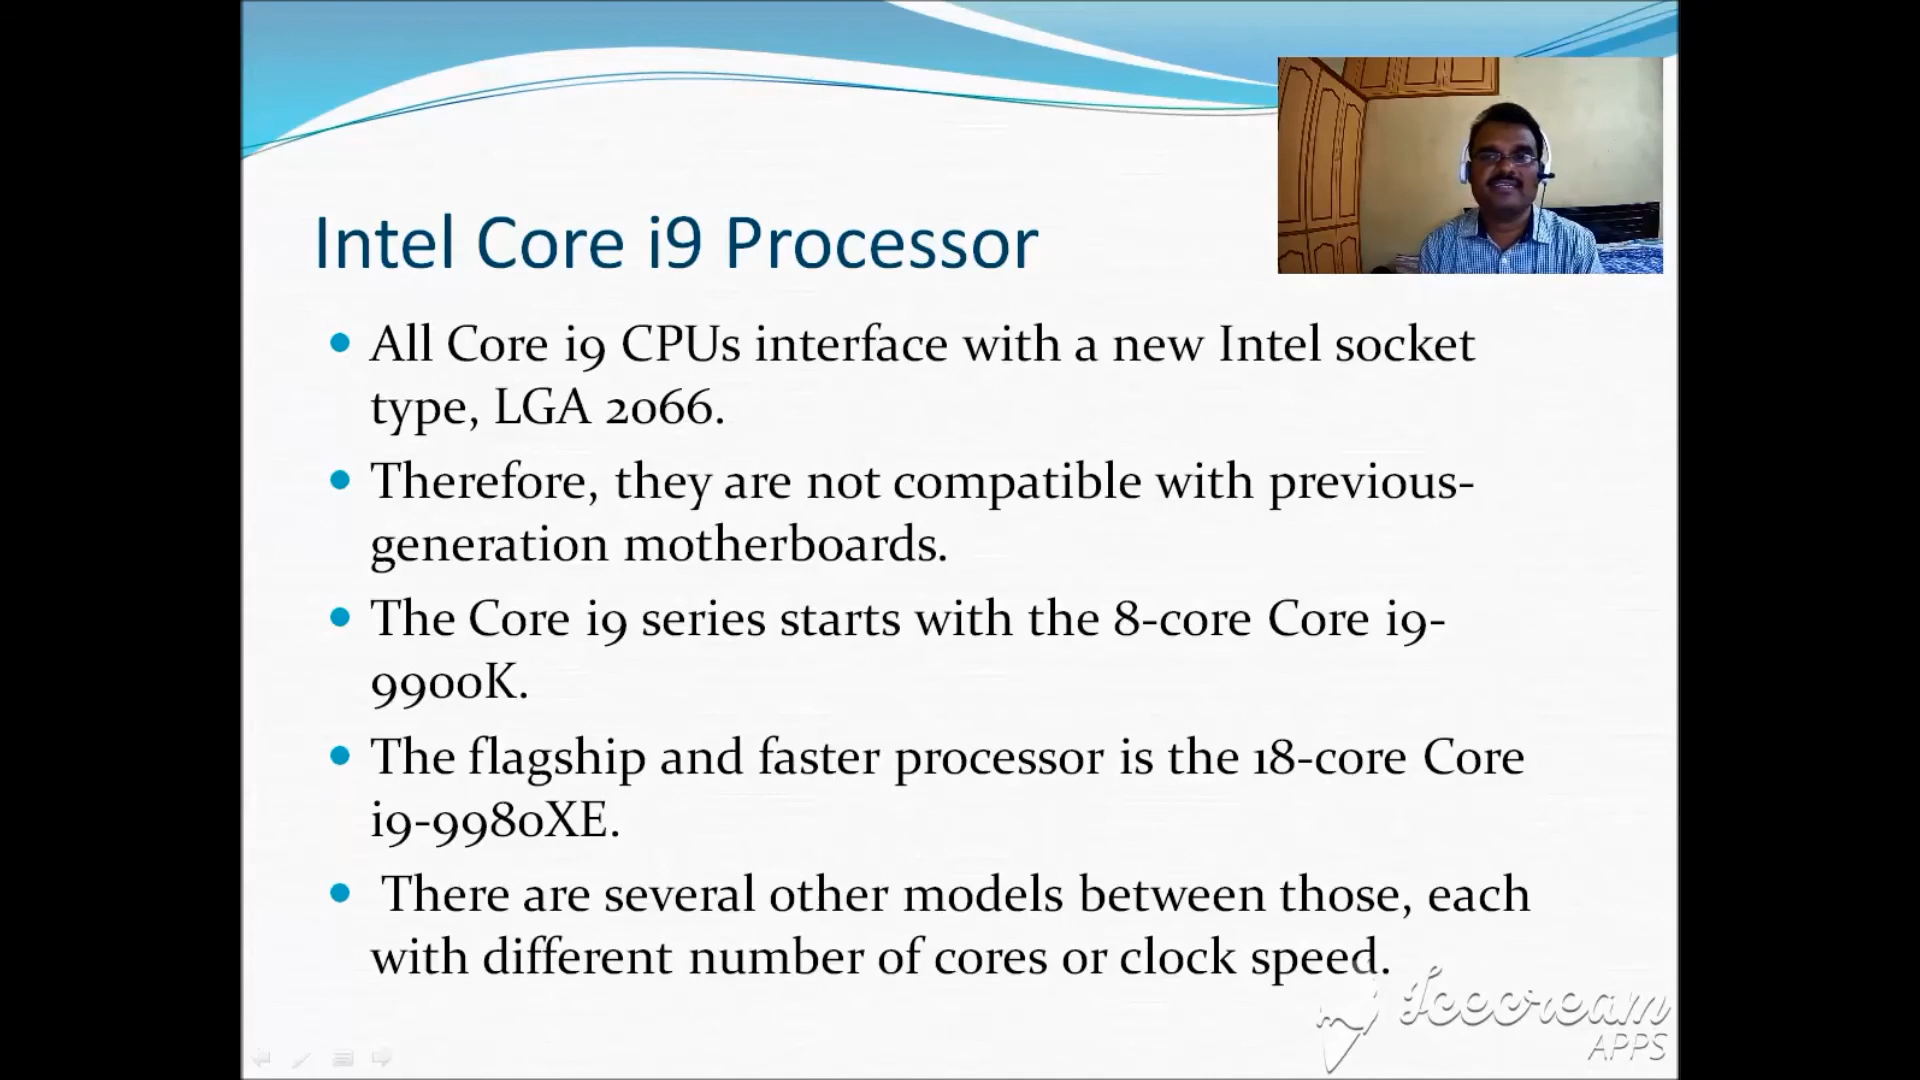 Intel Core i9 Processor
All Core i9 CPUs interface with a new Intel socket
type, LGA 2066.
Therefore, they are not compatible with previous-
generation motherboards.
The Core i9 series starts with the 8-core Core i9-
9900K.
The flagship and faster processor is the 18-core Core
i9-9980XE.
There are several other models between those, each
with different number of cores or clock speed.
Icecream
APPS